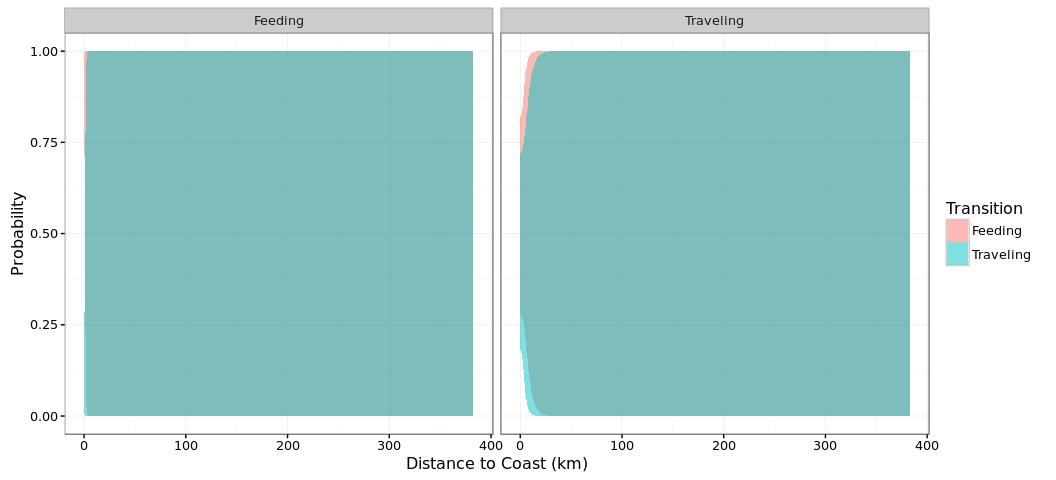 Feeding
Traveling
1.00
0.75
0.50
0.25
0.00
Probability
0 100 200 300 400
0 100 200 300 400
Distance to Coast (km)
Transition
Feeding
Traveling